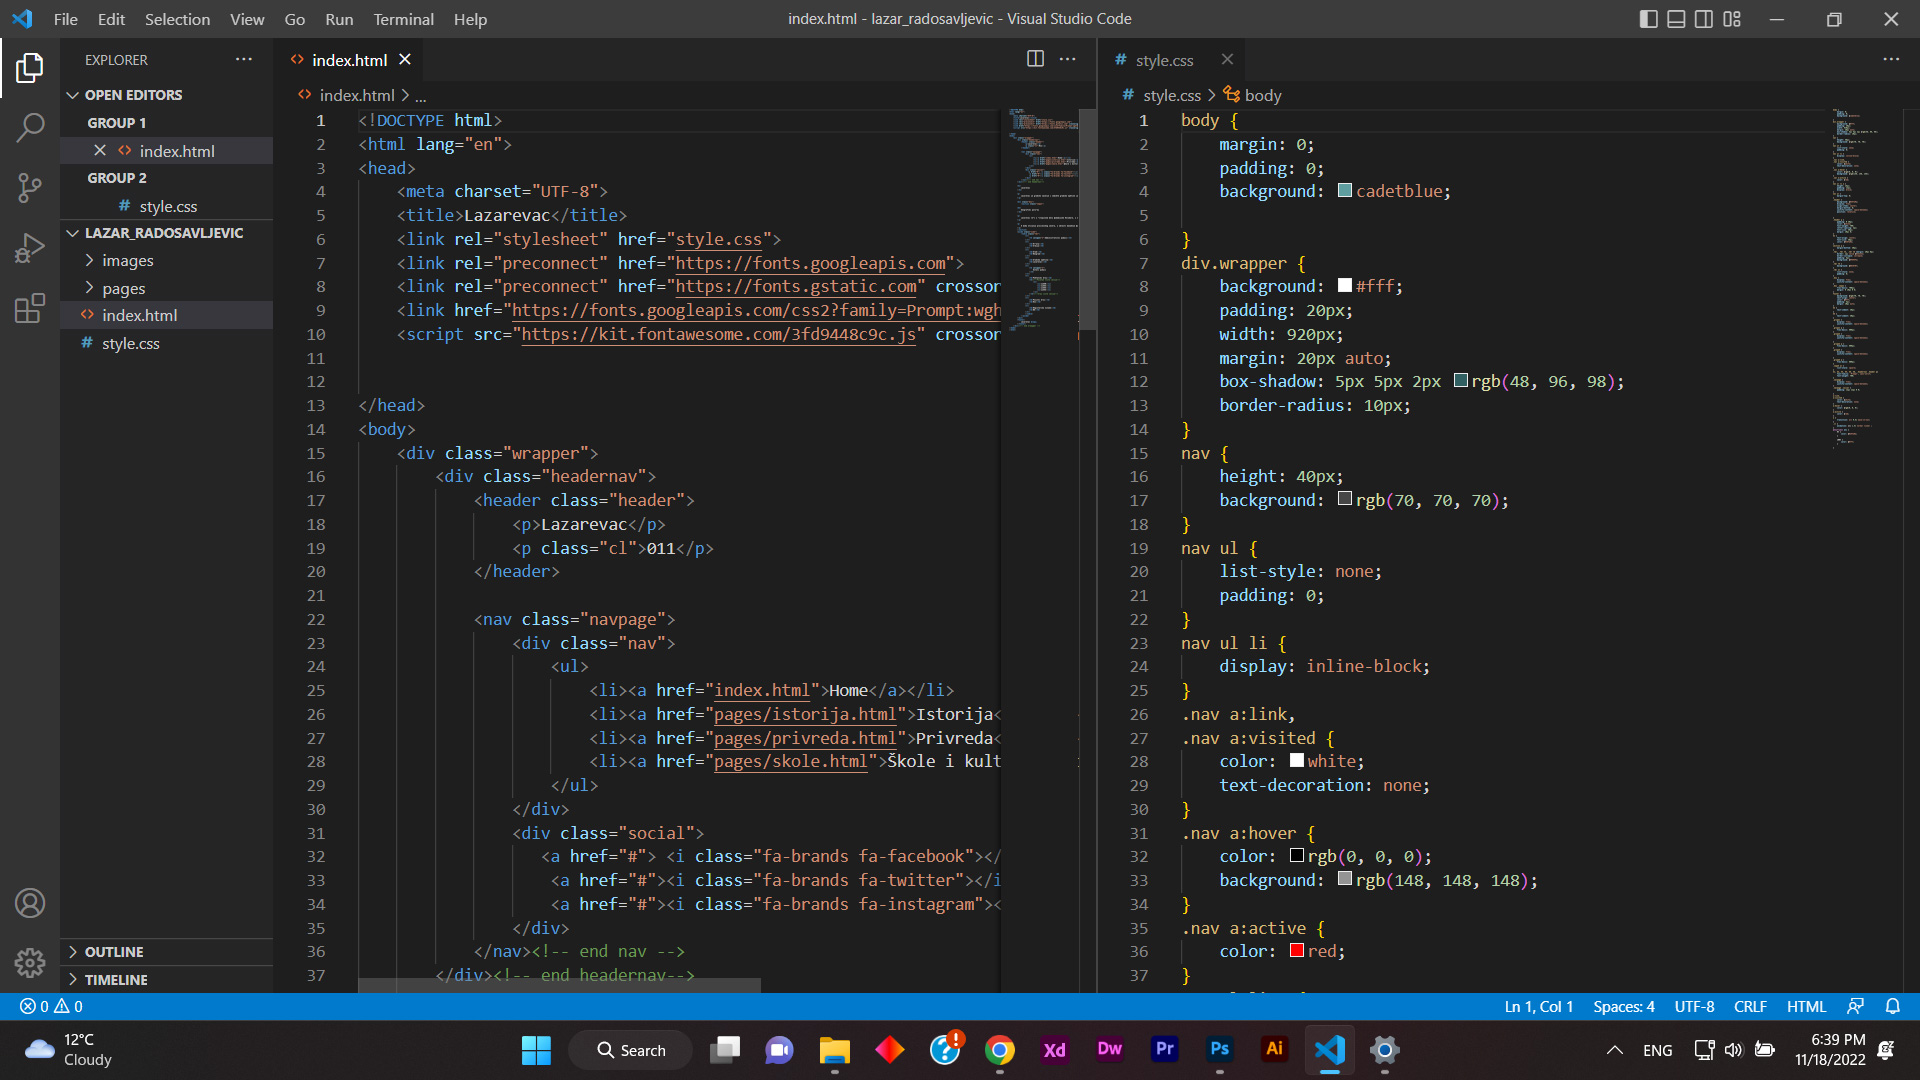 File Edit Selection View Go Run Terminal Help
index.html - lazar_radosavljevic - Visual Studio Code
EXPLORER
OPEN EDITORS
GROUP 1
index.html
GROUP 2
style.css
LAZAR_RADOSAVLJEVIC
images
pages
index.html
style.css
OUTLINE
TIMELINE
index.html
index.html > ...
1 <!DOCTYPE html>
2 <html lang="en">
3 <head>
4 <meta charset="UTF-8">
5 <title>Lazarevac</title>
6 <link rel="stylesheet" href="style.css">
7 <link rel="preconnect" href="https://fonts.googleapis.com">
8 <link rel="preconnect" href="https://fonts.gstatic.com" crossor
9 <link href="https://fonts.googleapis.com/css2?family=Prompt:wgh
10 <script src="https://kit.fontawesome.com/3fd9448c9c.js" crossor
11
12
13 </head>
14 <body>
15 <div class="wrapper">
16 <div class="headernav">
17 <header class="header">
18 <p>Lazarevac</p>
19 <p class="cl">011</p>
20 </header>
21
22 <nav class="navpage">
23 <div class="nav">
24 <ul>
25 <li><a href="index.html">Home</a></li>
26 <li><a href="pages/istorija.html">Istorija<
27 <li><a href="pages/privreda.html">Privreda<
28 <li><a href="pages/skole.html">Škole i kult
29 </ul>
30 </div>
31 <div class="social">
32 <a href="#"> <i class="fa-brands fa-facebook"></
33 <a href="#"><i class="fa-brands fa-twitter"></i
34 <a href="#"><i class="fa-brands fa-instagram"><
35 </div>
36 </nav><!-- end nav -->
37 </div><!-- end headernav-->
style.css
style.css > body
1 body {
2 margin: 0;
3 padding: 0;
4 background: cadetblue;
5
6 }
7 div.wrapper {
8 background: #fff;
9 padding: 20px;
10 width: 920px;
11 margin: 20px auto;
12 box-shadow: 5px 5px 2px rgb(48, 96, 98);
13 border-radius: 10px;
14 }
15 nav {
16 height: 40px;
17 background: rgb(70, 70, 70);
18 }
19 nav ul {
20 list-style: none;
21 padding: 0;
22 }
23 nav ul li {
24 display: inline-block;
25 }
26 .nav a:link,
27 .nav a:visited {
28 color: white;
29 text-decoration: none;
30 }
31 .nav a:hover {
32 color: rgb(0, 0, 0);
33 background: rgb(148, 148, 148);
34 }
35 .nav a:active {
36 color: red;
37 }
0 0
Ln 1, Col 1 Spaces: 4 UTF-8 CRLF HTML
12°C
Cloudy
Search
Xd Dw Pr Ps Ai
ENG
6:39 PM
11/18/2022